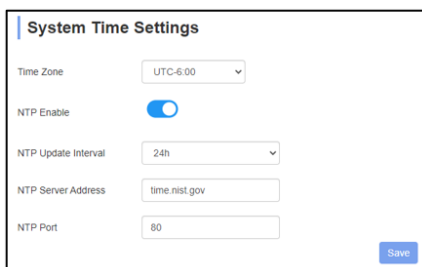 System Time Settings
Time Zone
UTC-6:00
NTP Enable
NTP Update Interval
24h
NTP Server Address
time.nist.gov
NTP Port
80
Save